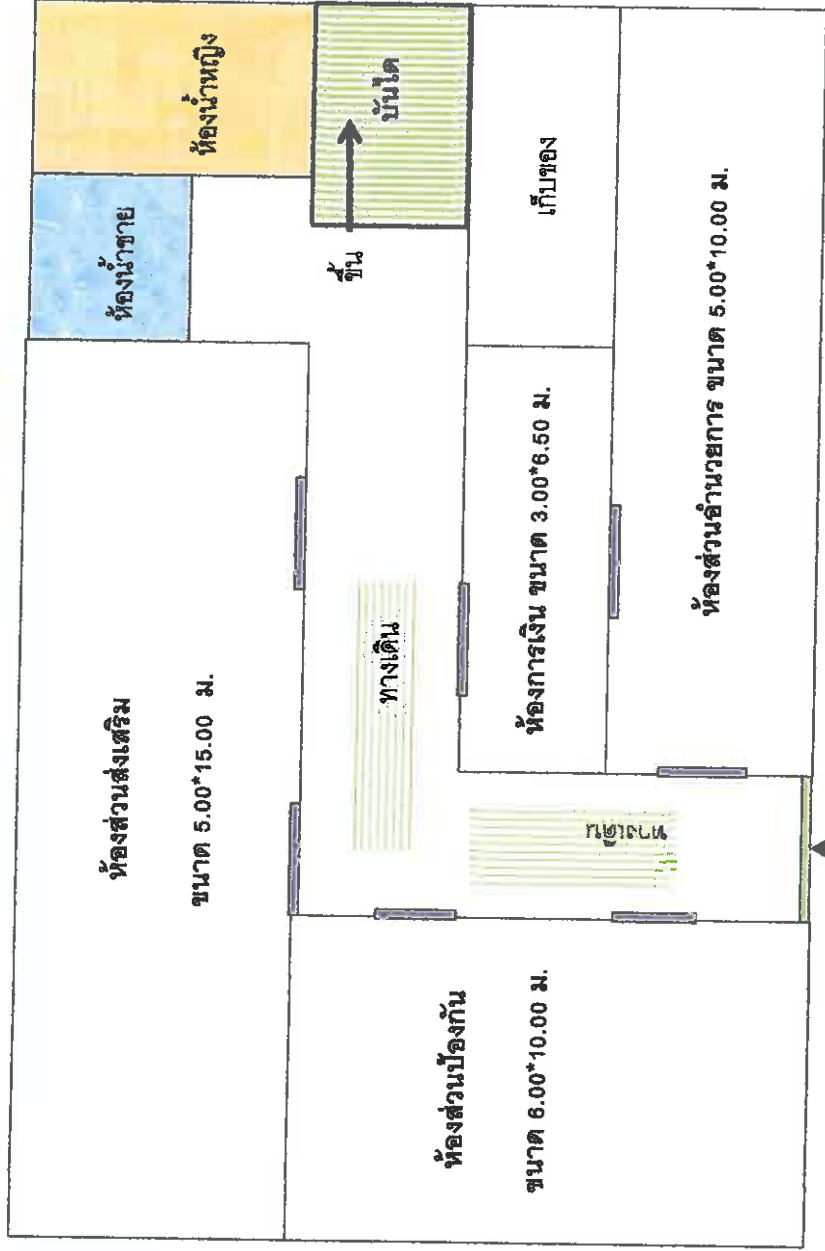 ห้องน้ำหญิง
ห้องน้ำชาย
บันได
ขึ้น
ห้องส่วนส่งเสริม
ขนาด 5.00*15.00 ม.
ทางเดิน
เก็บของ
ห้องการเงิน ขนาด 3.00*6.50 ม.
ห้องส่วนอำนวยการ ขนาด 5.00*10.00 ม.
ทางเดิน
ห้องส่วนป้องกัน
ขนาด 6.00*10.00 ม.